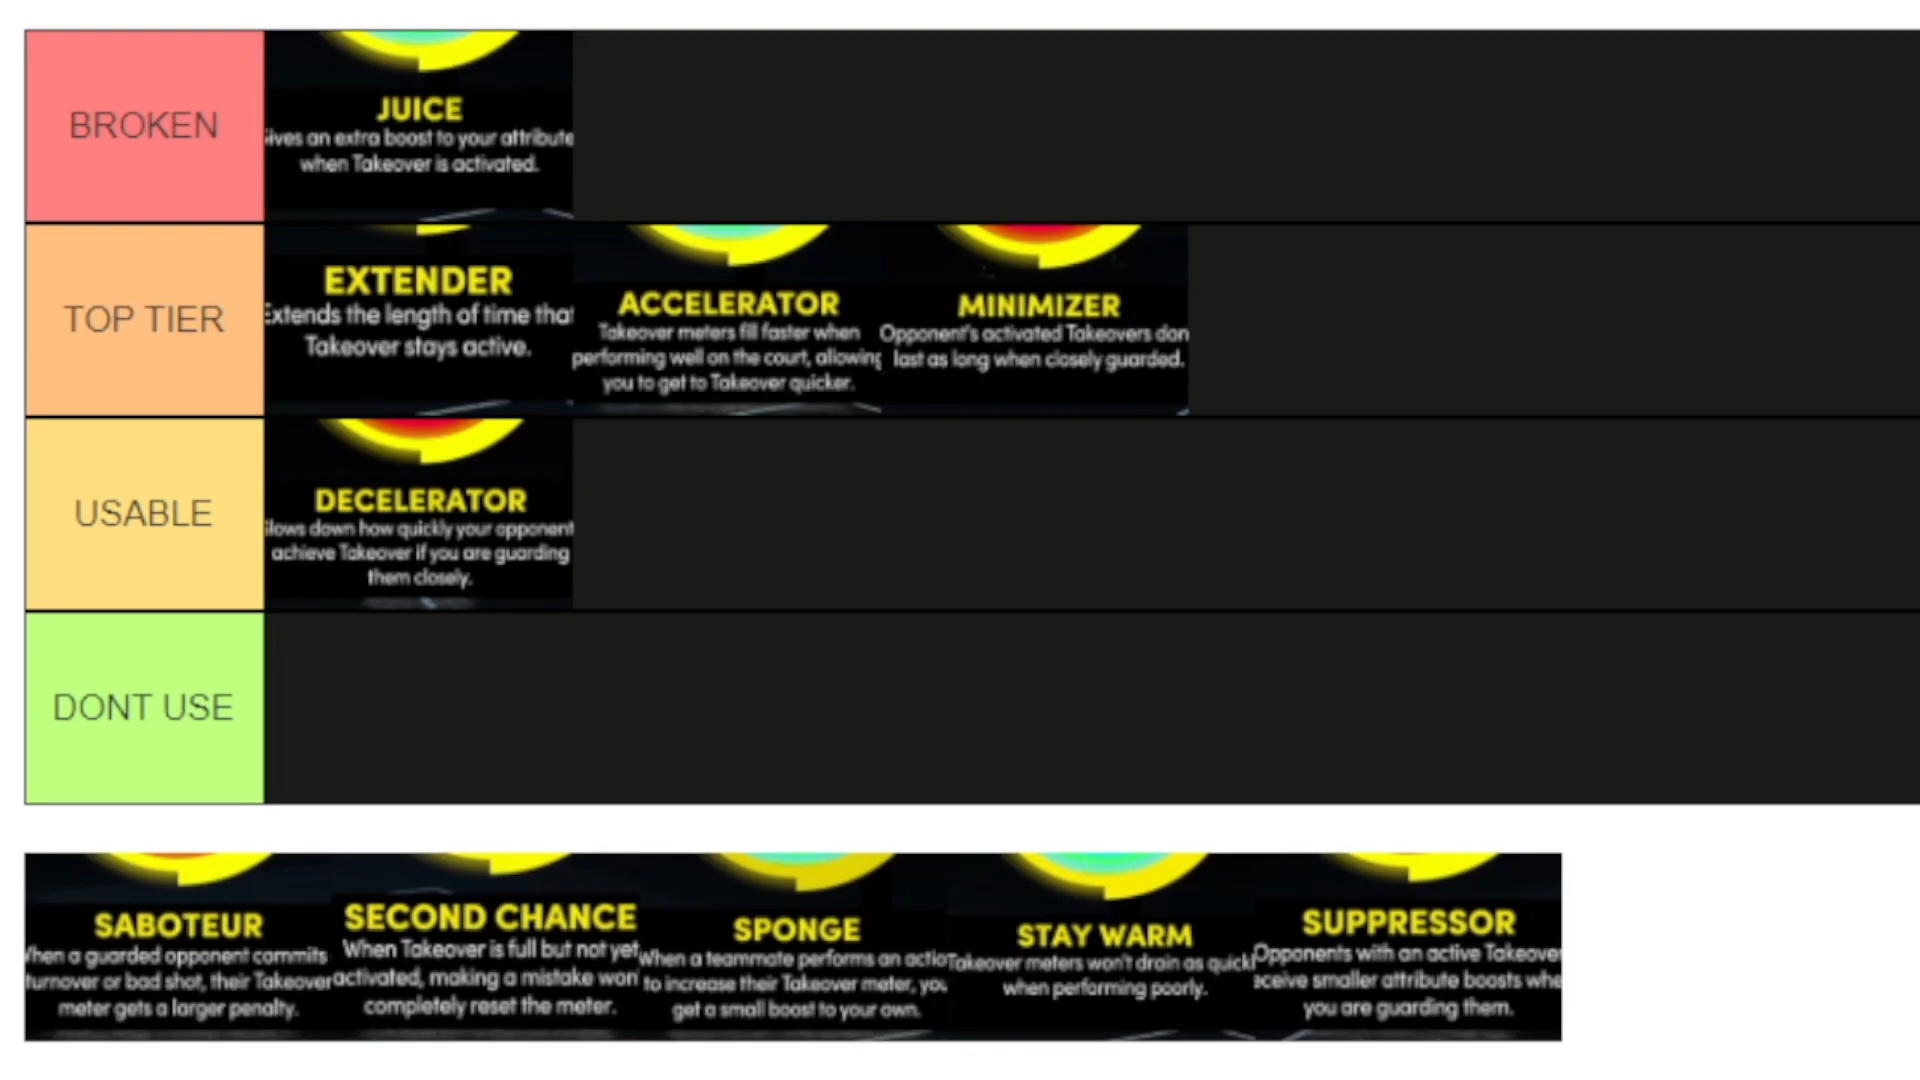 BROKEN
JUICE
ives an extra boost to your attribute
when Takeover is activated.
TOP TIER
EXTENDER
Extends the length of time that
Takeover stays active.
ACCELERATOR
Takeover meters fill faster when
performing well on the court, allowing
you to get to Takeover quicker.
MINIMIZER
Opponent's activated Takeovers don
last as long when closely guarded.
USABLE
DECELERATOR
lows down how quickly your opponent
achieve Takeover if you are guarding
them closely.
DONT USE
SABOTEUR
hen a guarded opponent commits
turnover or bad shot, their Takeover
meter gets a larger penalty.
SECOND CHANCE
When Takeover is full but not yet
activated, making a mistake won'
completely reset the meter.
SPONGE
When a teammate performs an actio
to increase their Takeover meter, you
get a small boost to your own.
STAY WARM
Takeover meters won't drain as quickl
when performing poorly.
SUPPRESSOR
Opponents with an active Takeover
eceive smaller attribute boosts whe
you are guarding them.